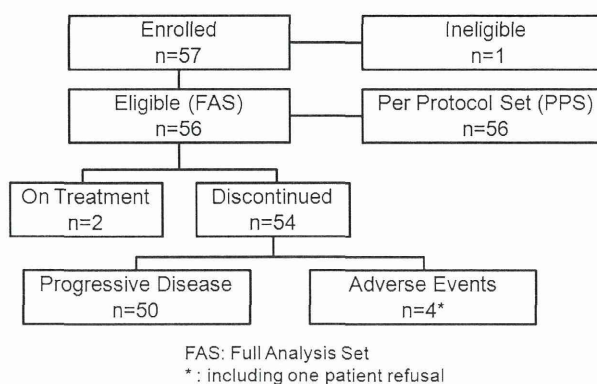 Enrolled
n=57
Ineligible
n=1
Eligible (FAS)
n=56
Per Protocol Set (PPS)
n=56
On Treatment
n=2
Discontinued
n=54
Progressive Disease
n=50
Adverse Events
n=4*
FAS: Full Analysis Set
* : including one patient refusal